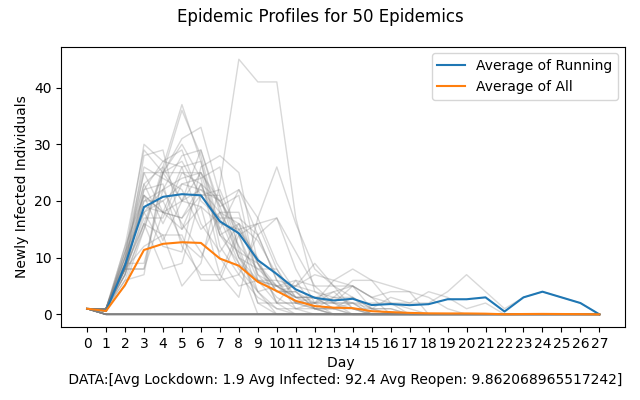 Epidemic Profiles for 50 Epidemics
Average of Running
Average of All
Newly Infected Individuals
40
30
20
10
0
0 1 2 3 4 5 6 7 8 9 10 11 12 13 14 15 16 17 18 19 20 21 22 23 24 25 26 27
Day
DATA:[Avg Lockdown: 1.9 Avg Infected: 92.4 Avg Reopen: 9.862068965517242]